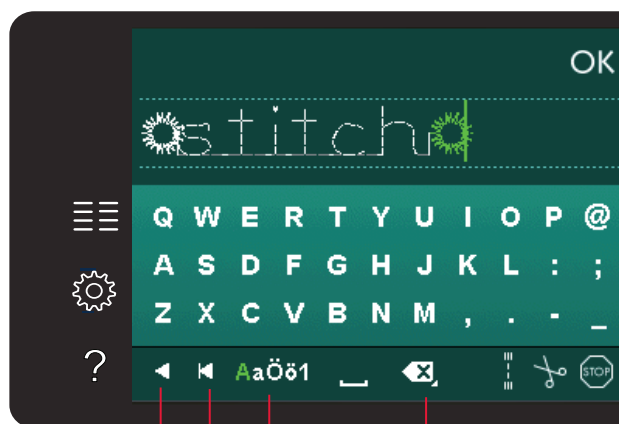 OK
stitch
Q W E R T Y U I O P @
A S D F G H J K L : ;
Z X C V B N M , . - _
? AaÖö1 STOP